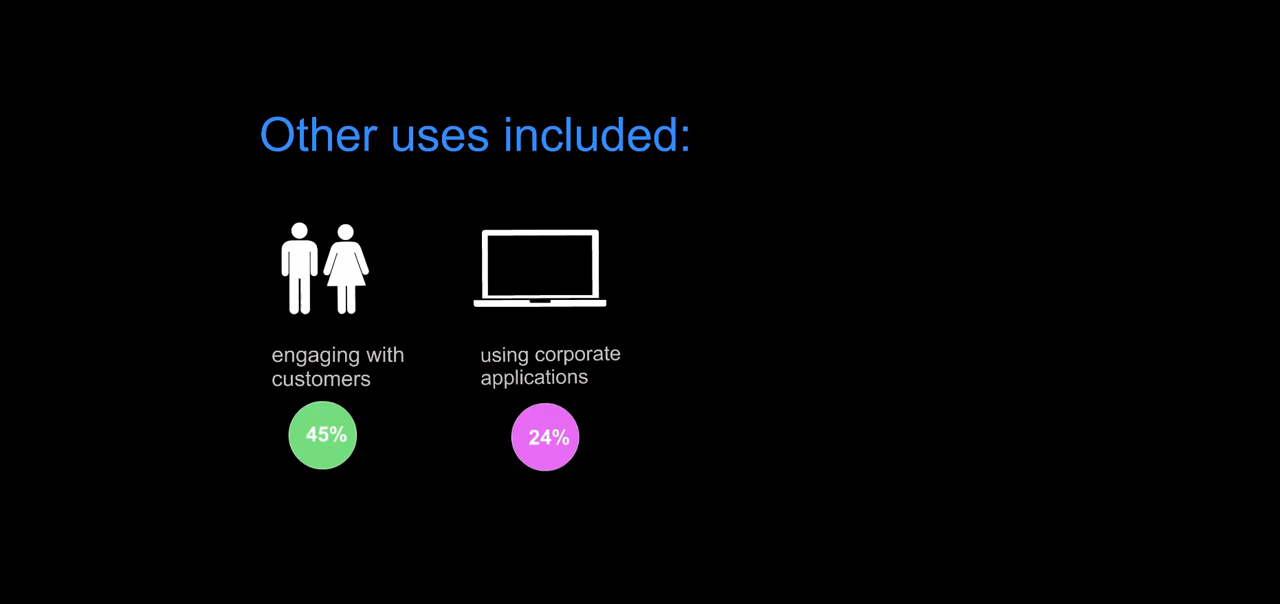 Other uses included:
engaging with
customers
45%
using corporate
applications
24%